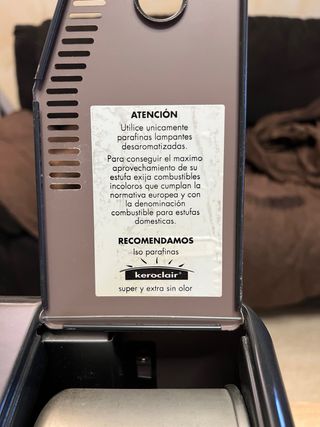 ATENCIÓN
Utilice unicamente
parafinas lampantes
desaromatizadas.
Para conseguir el maximo
aprovechamiento de su
estufa exija combustibles
incoloros que cumplan la
normativa europea y con
la denominación
combustible para estufas
domesticas.
RECOMENDAMOS
Iso parafinas
keroclair
super y extra sin olor